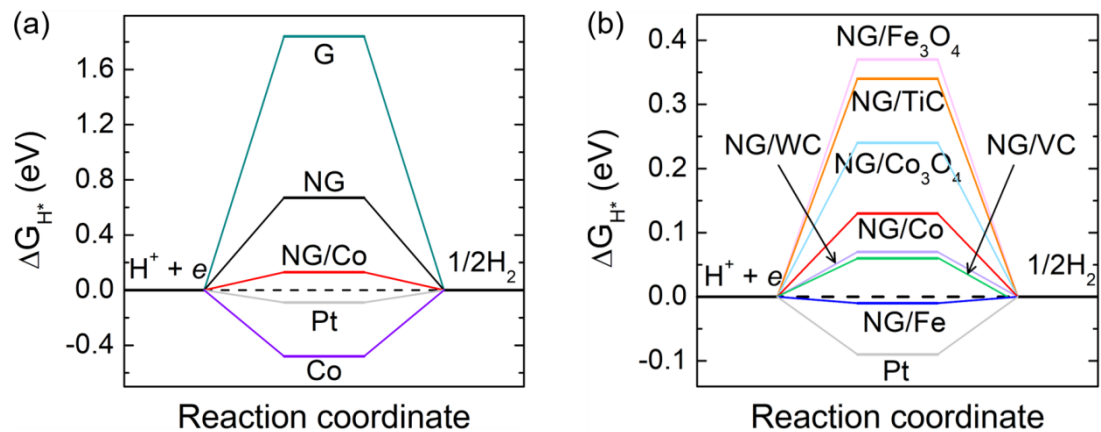 (a)
ΔG_H* (eV)
1.6
1.2
0.8
0.4
0.0
-0.4
G
NG
NG/Co
H⁺ + e
1/2H₂
Pt
Co
Reaction coordinate
(b)
ΔG_H* (eV)
0.4
0.3
0.2
0.1
0.0
-0.1
NG/Fe₃O₄
NG/TiC
NG/WC
NG/VC
NG/Co₃O₄
NG/Co
H⁺ + e
1/2H₂
NG/Fe
Pt
Reaction coordinate